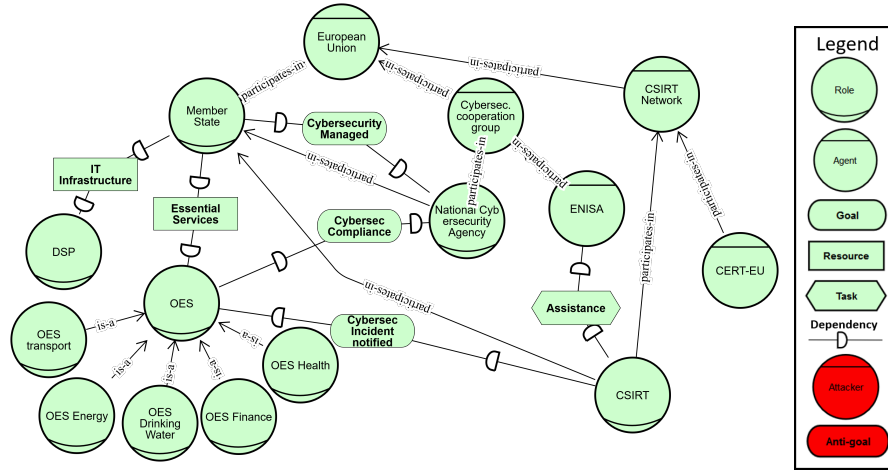 European
Union
participates-in
participates-in
participates-in
Member
State
Cybersecurity
Managed
Cybersec.
cooperation
group
CSIRT
Network
IT
Infrastructure
participates-in
participates-in
participates-in
Essential
Services
Cybersec
Compliance
National Cyb
ersecurity
Agency
ENISA
participates-in
participates-in
DSP
CERT-EU
OES
participates-in
Assistance
OES
transport
is-a
Cybersec
Incident
notified
is-a
OES Health
is-a
is-a
is-a
CSIRT
OES Energy
OES
Drinking
Water
OES Finance
Legend
Role
Agent
Goal
Resource
Task
Dependency
Attacker
Anti-goal